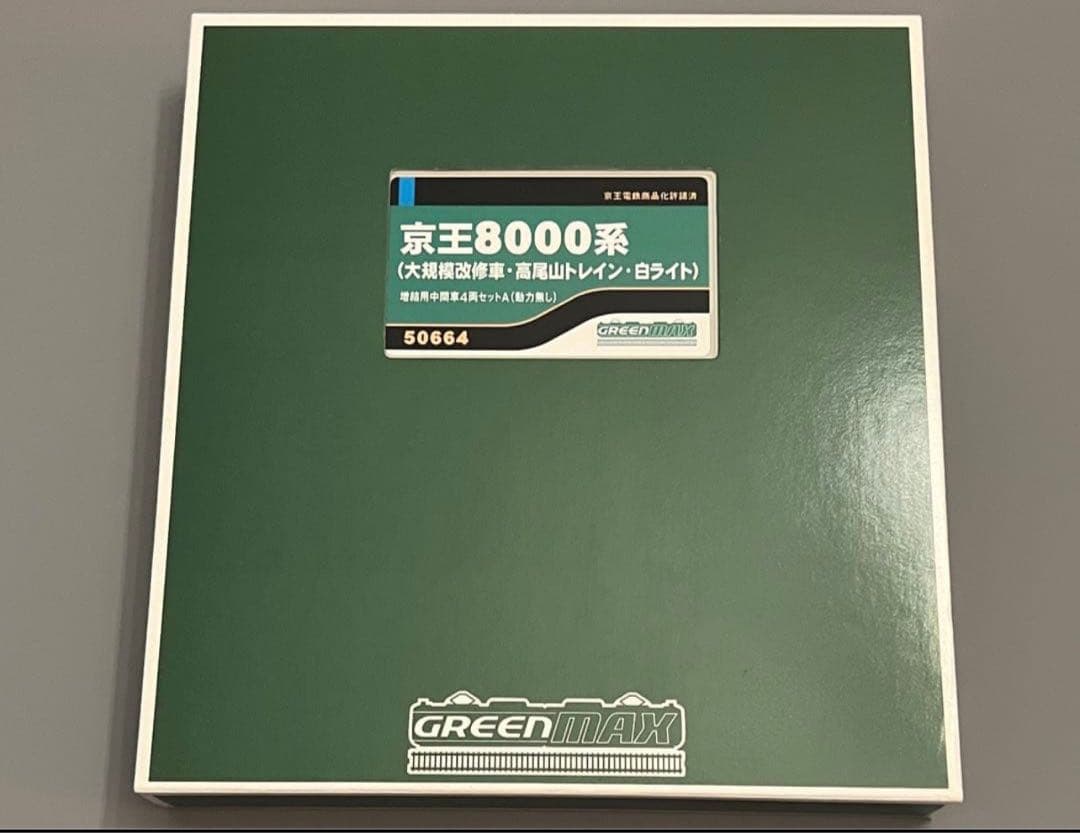 京王電鉄商品化許諾済
京王8000系
(大規模改修車・高尾山トレイン・白ライト)
増結用中間車4両セットA(動力無し)
50664
GREENMAX
GREENMAX